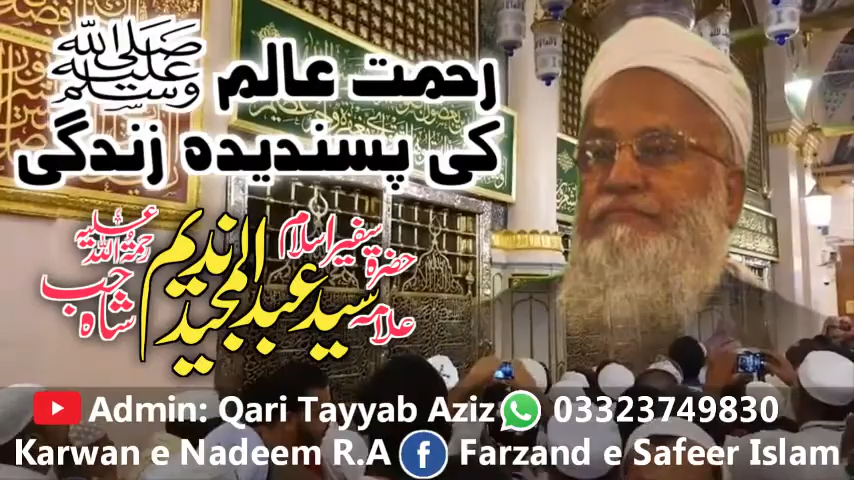 رحمت عالم ﷺ
کی پسندیدہ زندگی
حضرۃ سفیر اسلام
علامہ سید عبدالمجید ندیم شاہ صاحب
رحمۃ اللہ علیہ
Admin: Qari Tayyab Aziz 03323749830
Karwan e Nadeem R.A f Farzand e Safeer Islam